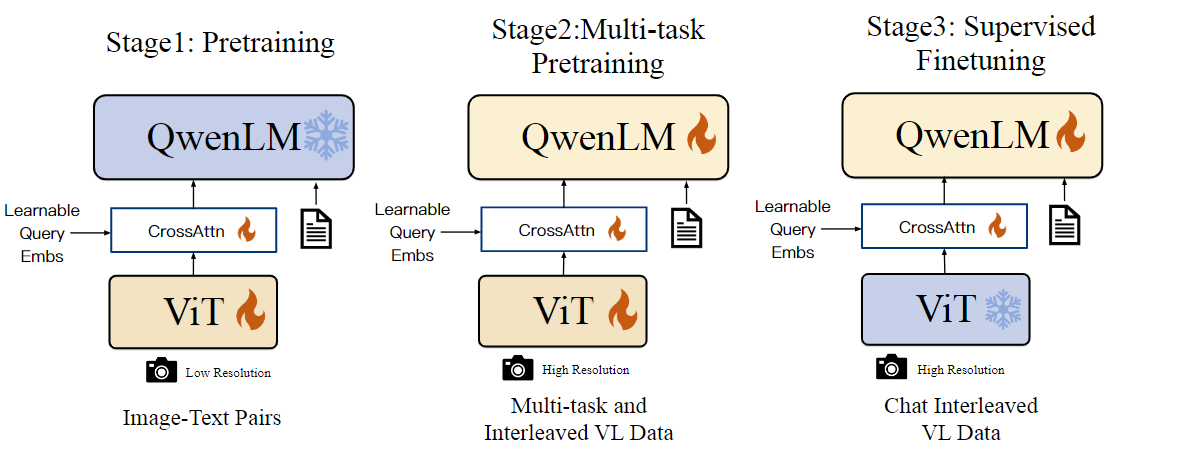 Stage1: Pretraining
QwenLM
Learnable
Query
Embs
CrossAttn
ViT
Low Resolution
Image-Text Pairs
Stage2:Multi-task
Pretraining
QwenLM
Learnable
Query
Embs
CrossAttn
ViT
High Resolution
Multi-task and
Interleaved VL Data
Stage3: Supervised
Finetuning
QwenLM
Learnable
Query
Embs
CrossAttn
ViT
High Resolution
Chat Interleaved
VL Data